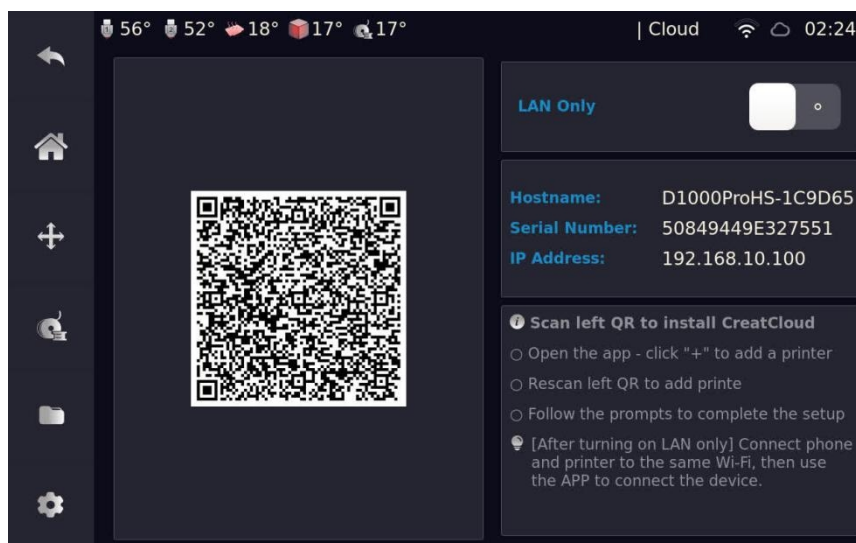 56° 52° 18° 17° 17° | Cloud 02:24
LAN Only
Hostname: D1000ProHS-1C9D65
Serial Number: 50849449E327551
IP Address: 192.168.10.100
Scan left QR to install CreatCloud
Open the app - click "+" to add a printer
Rescan left QR to add printe
Follow the prompts to complete the setup
[After turning on LAN only] Connect phone
and printer to the same Wi-Fi, then use
the APP to connect the device.